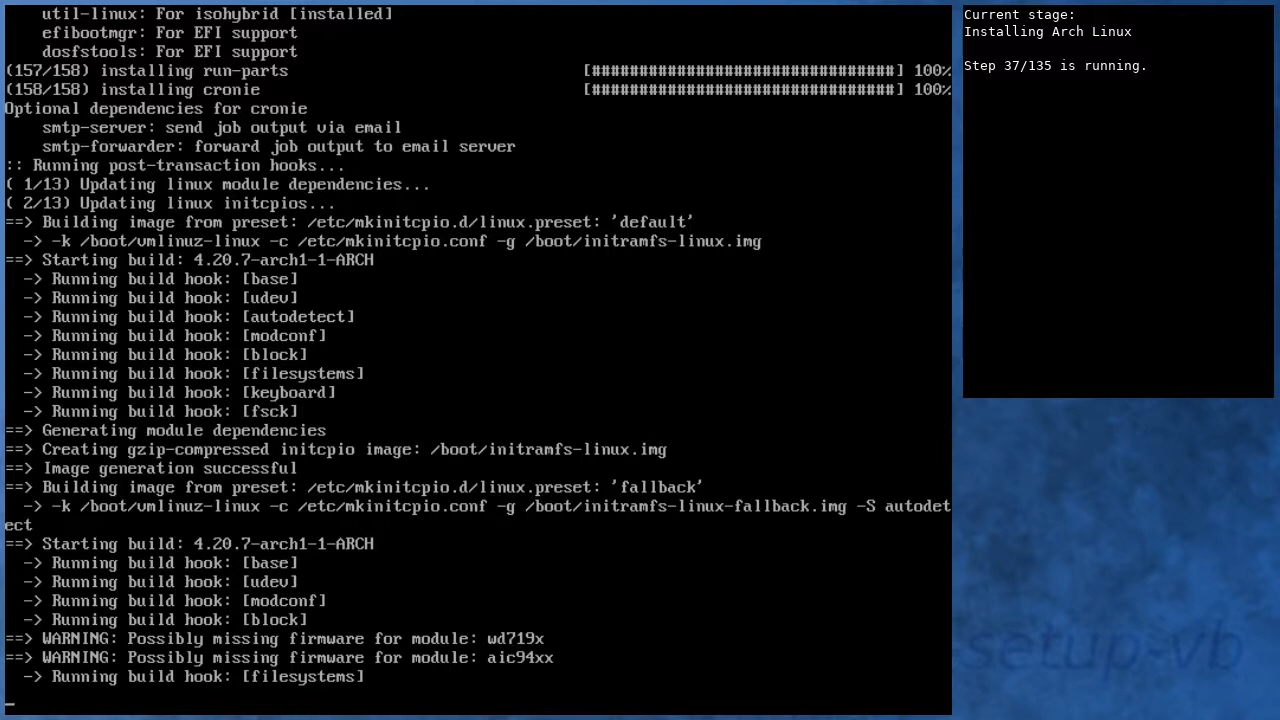 util-linux: For isohybrid [installed]
efibootmgr: For EFI support
dosfstools: For EFI support
(157/158) installing run-parts [################################] 100%
(158/158) installing cronie [################################] 100%
Optional dependencies for cronie
smtp-server: send job output via email
smtp-forwarder: forward job output to email server
:: Running post-transaction hooks...
( 1/13) Updating linux module dependencies...
( 2/13) Updating linux initcpios...
==> Building image from preset: /etc/mkinitcpio.d/linux.preset: 'default'
-> -k /boot/vmlinuz-linux -c /etc/mkinitcpio.conf -g /boot/initramfs-linux.img
==> Starting build: 4.20.7-arch1-1-ARCH
-> Running build hook: [base]
-> Running build hook: [udev]
-> Running build hook: [autodetect]
-> Running build hook: [modconf]
-> Running build hook: [block]
-> Running build hook: [filesystems]
-> Running build hook: [keyboard]
-> Running build hook: [fsck]
==> Generating module dependencies
==> Creating gzip-compressed initcpio image: /boot/initramfs-linux.img
==> Image generation successful
==> Building image from preset: /etc/mkinitcpio.d/linux.preset: 'fallback'
-> -k /boot/vmlinuz-linux -c /etc/mkinitcpio.conf -g /boot/initramfs-linux-fallback.img -S autodet
ect
==> Starting build: 4.20.7-arch1-1-ARCH
-> Running build hook: [base]
-> Running build hook: [udev]
-> Running build hook: [modconf]
-> Running build hook: [block]
==> WARNING: Possibly missing firmware for module: wd719x
==> WARNING: Possibly missing firmware for module: aic94xx
-> Running build hook: [filesystems]
_
Current stage:
Installing Arch Linux
Step 37/135 is running.
setup-vb